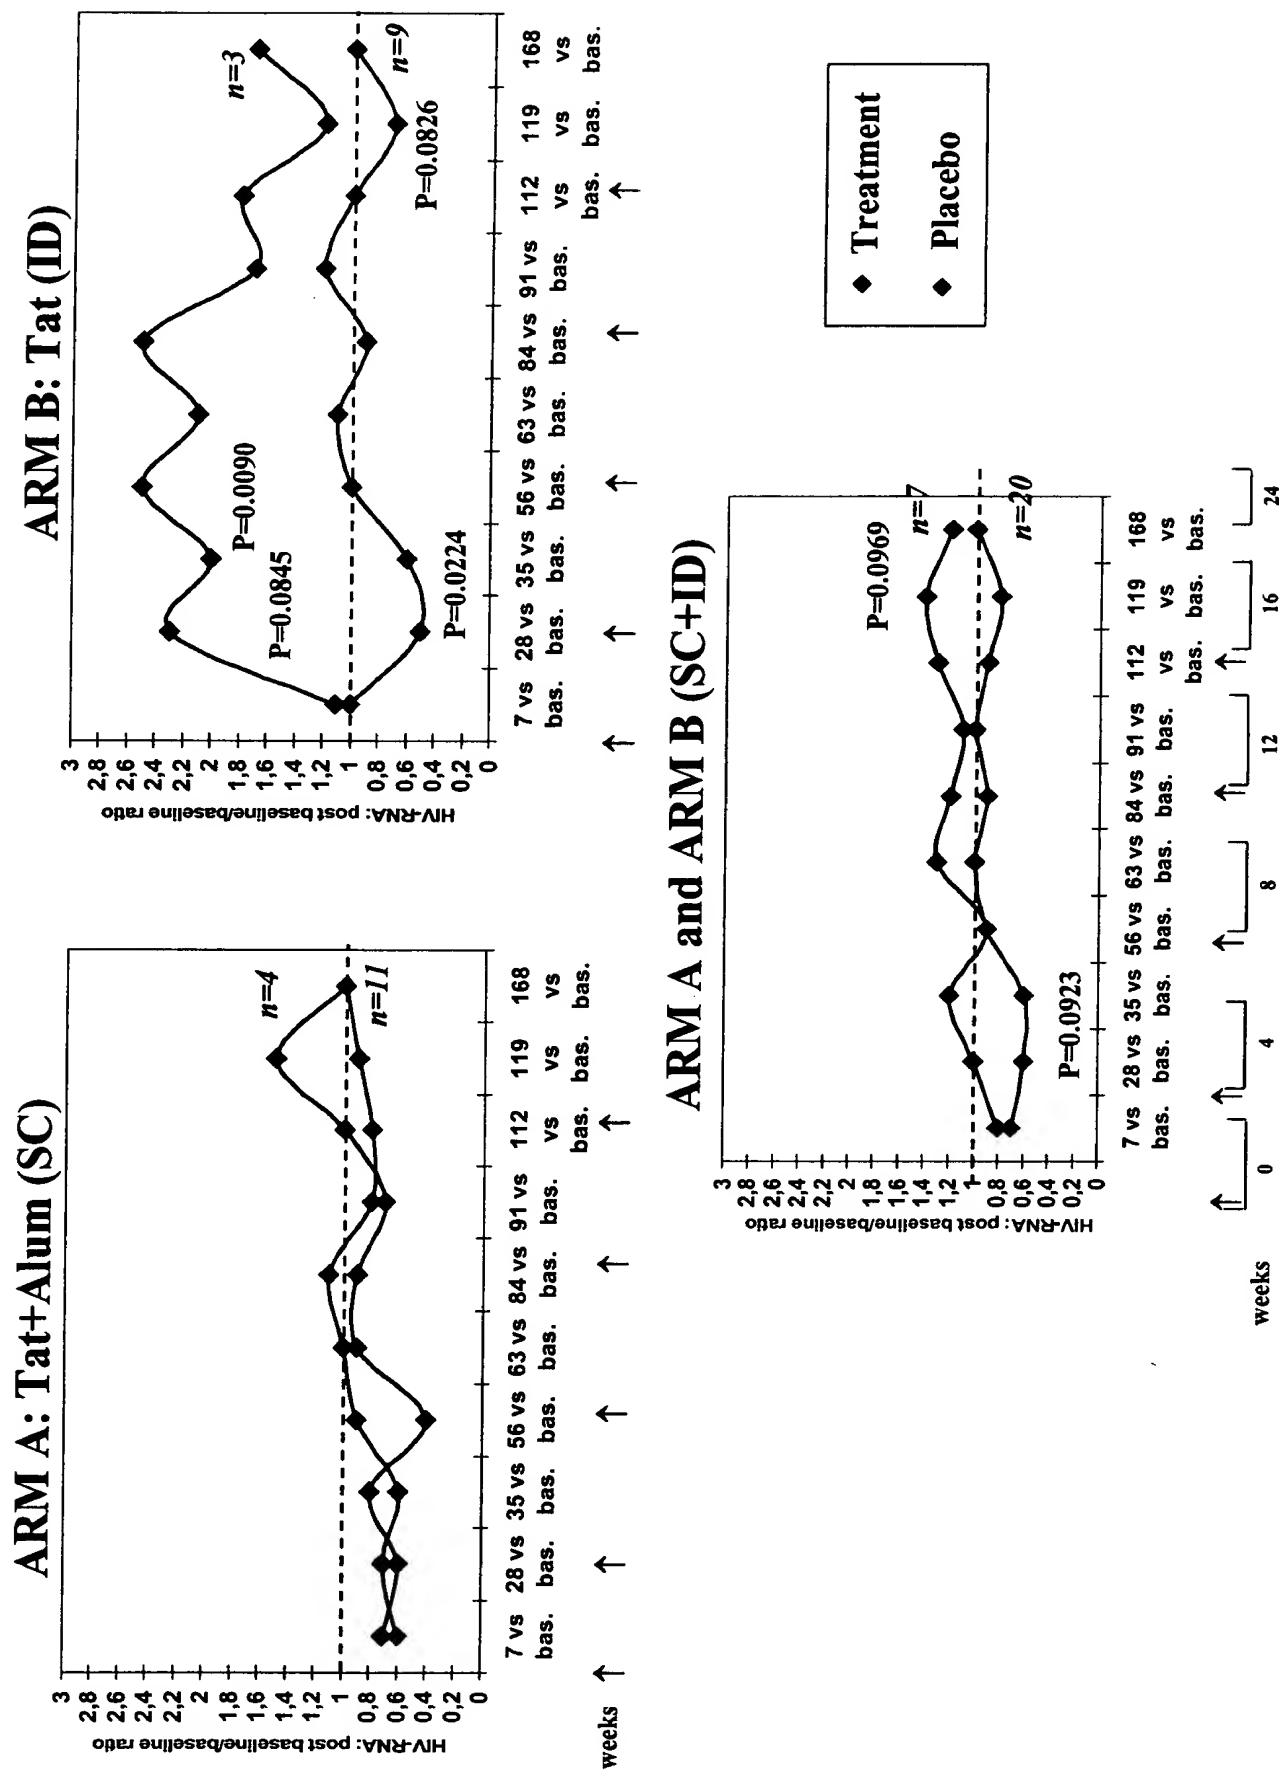 ARM A: Tat+Alum (SC)
HIV-RNA: post baseline/baseline ratio
3
2,8
2,6
2,4
2,2
2
1,8
1,6
1,4
1,2
1
0,8
0,6
0,4
0,2
0
n=4
n=11
7 vs 28 vs 35 vs 56 vs 63 vs 84 vs 91 vs 112 119 168
bas. bas. bas. bas. bas. bas. bas. vs vs vs
bas. bas. bas.
weeks
ARM B: Tat (ID)
HIV-RNA: post baseline/baseline ratio
3
2,8
2,6
2,4
2,2
2
1,8
1,6
1,4
1,2
1
0,8
0,6
0,4
0,2
0
n=3
P=0.0090
P=0.0845
n=9
P=0.0826
P=0.0224
7 vs 28 vs 35 vs 56 vs 63 vs 84 vs 91 vs 112 119 168
bas. bas. bas. bas. bas. bas. bas. vs vs vs
bas. bas. bas.
ARM A and ARM B (SC+ID)
HIV-RNA: post baseline/baseline ratio
3
2,8
2,6
2,4
2,2
2
1,8
1,6
1,4
1,2
1
0,8
0,6
0,4
0,2
0
P=0.0969
n=7
n=20
P=0.0923
7 vs 28 vs 35 vs 56 vs 63 vs 84 vs 91 vs 112 119 168
bas. bas. bas. bas. bas. bas. bas. vs vs vs
bas. bas. bas.
weeks 0 4 8 12 16 24
Treatment
Placebo